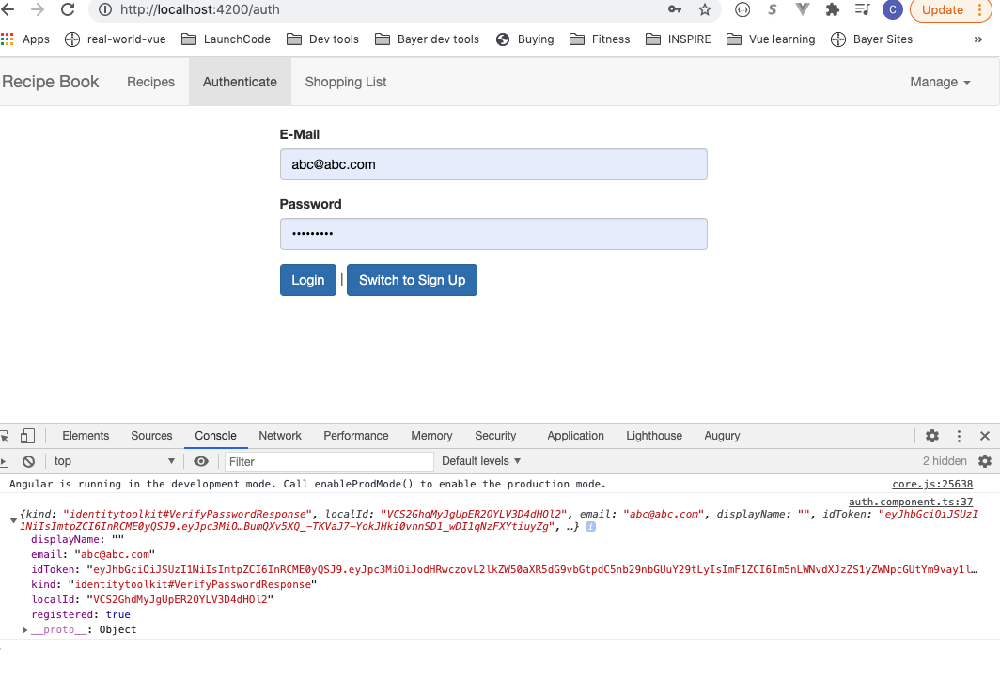 http://localhost:4200/auth
C
Update
Apps real-world-vue LaunchCode Dev tools Bayer dev tools Buying Fitness INSPIRE Vue learning Bayer Sites »
Recipe Book Recipes Authenticate Shopping List Manage
E-Mail
abc@abc.com
Password
•••••••••
Login | Switch to Sign Up
Elements Sources Console Network Performance Memory Security Application Lighthouse Augury
top Filter Default levels 2 hidden
Angular is running in the development mode. Call enableProdMode() to enable the production mode. core.js:25638
auth.component.ts:37
{kind: "identitytoolkit#VerifyPasswordResponse", localId: "VCS2GhdMyJgUpER2OYLV3D4dHOl2", email: "abc@abc.com", displayName: "", idToken: "eyJhbGciOiJSUzI
1NiIsImtpZCI6InRCME0yQSJ9.eyJpc3MiO…BumQXv5XQ_-TKVaJ7-YokJHki0vnnSD1_wDI1qNzFXYtiuyZg", …}
displayName: ""
email: "abc@abc.com"
idToken: "eyJhbGciOiJSUzI1NiIsImtpZCI6InRCME0yQSJ9.eyJpc3MiOiJodHRwczovL2lkZW50aXR5dG9vbGtpdC5nb29nbGUuY29tLyIsImF1ZCI6Im5nLWNvdXJzZS1yZWNpcGUtYm9vay1l…
kind: "identitytoolkit#VerifyPasswordResponse"
localId: "VCS2GhdMyJgUpER2OYLV3D4dHOl2"
registered: true
__proto__: Object